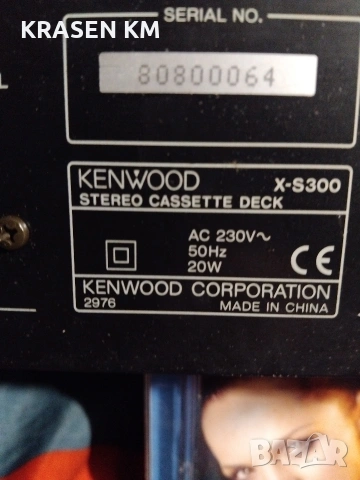 KRASEN KM
SERIAL NO.
80800064
KENWOOD X-S300
STEREO CASSETTE DECK
AC 230V~
50Hz
20W
CE
KENWOOD CORPORATION
2976 MADE IN CHINA
BAZAR